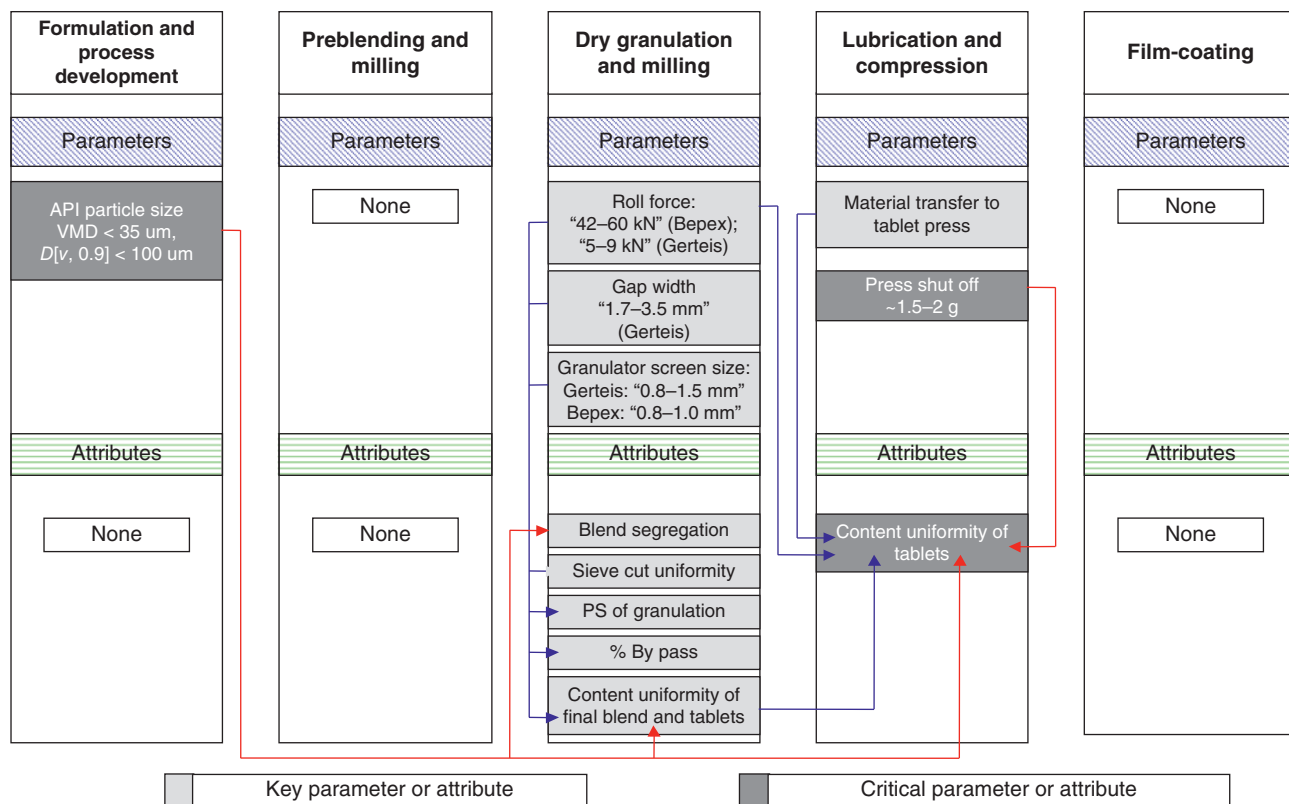 Formulation and
process
development
Parameters
API particle size
VMD < 35 um,
D[v, 0.9] < 100 um
Attributes
None
Preblending and
milling
Parameters
None
Attributes
None
Dry granulation
and milling
Parameters
Roll force:
“42–60 kN” (Bepex);
“5–9 kN” (Gerteis)
Gap width
“1.7–3.5 mm”
(Gerteis)
Granulator screen size:
Gerteis: “0.8–1.5 mm”
Bepex: “0.8–1.0 mm”
Attributes
Blend segregation
Sieve cut uniformity
PS of granulation
% By pass
Content uniformity of
final blend and tablets
Lubrication and
compression
Parameters
Material transfer to
tablet press
Press shut off
~1.5–2 g
Attributes
Content uniformity of
tablets
Film-coating
Parameters
None
Attributes
None
Key parameter or attribute
Critical parameter or attribute